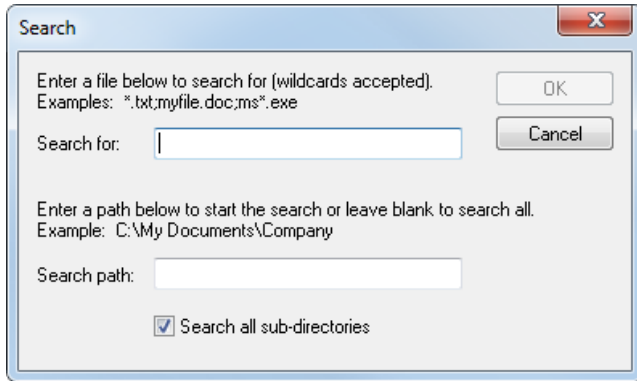 Search
Enter a file below to search for (wildcards accepted).
Examples: *.txt;myfile.doc;ms*.exe
OK
Search for:
Cancel
Enter a path below to start the search or leave blank to search all.
Example: C:\My Documents\Company
Search path:
Search all sub-directories